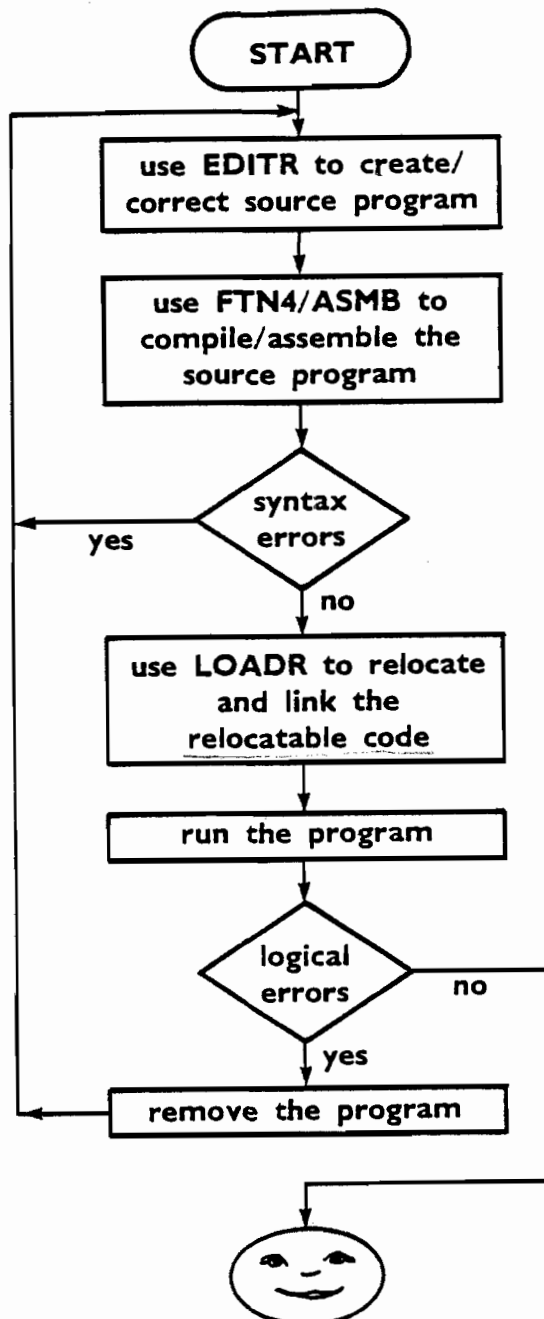 START
use EDITR to create/
correct source program
use FTN4/ASMB to
compile/assemble the
source program
syntax
errors
yes
no
use LOADR to relocate
and link the
relocatable code
run the program
logical
errors
no
yes
remove the program